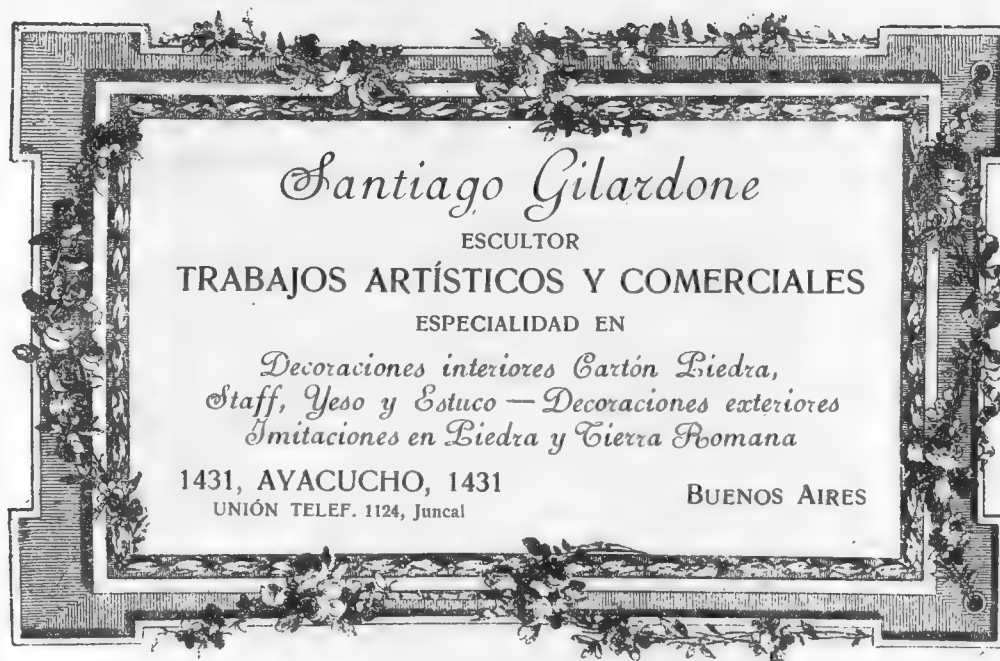 Santiago Gilardone
ESCULTOR
TRABAJOS ARTÍSTICOS Y COMERCIALES
ESPECIALIDAD EN
Decoraciones interiores Cartón Piedra,
Staff, Yeso y Estuco — Decoraciones exteriores
Imitaciones en Piedra y Tierra Romana
1431, AYACUCHO, 1431
UNIÓN TELEF. 1124, Juncal
BUENOS AIRES